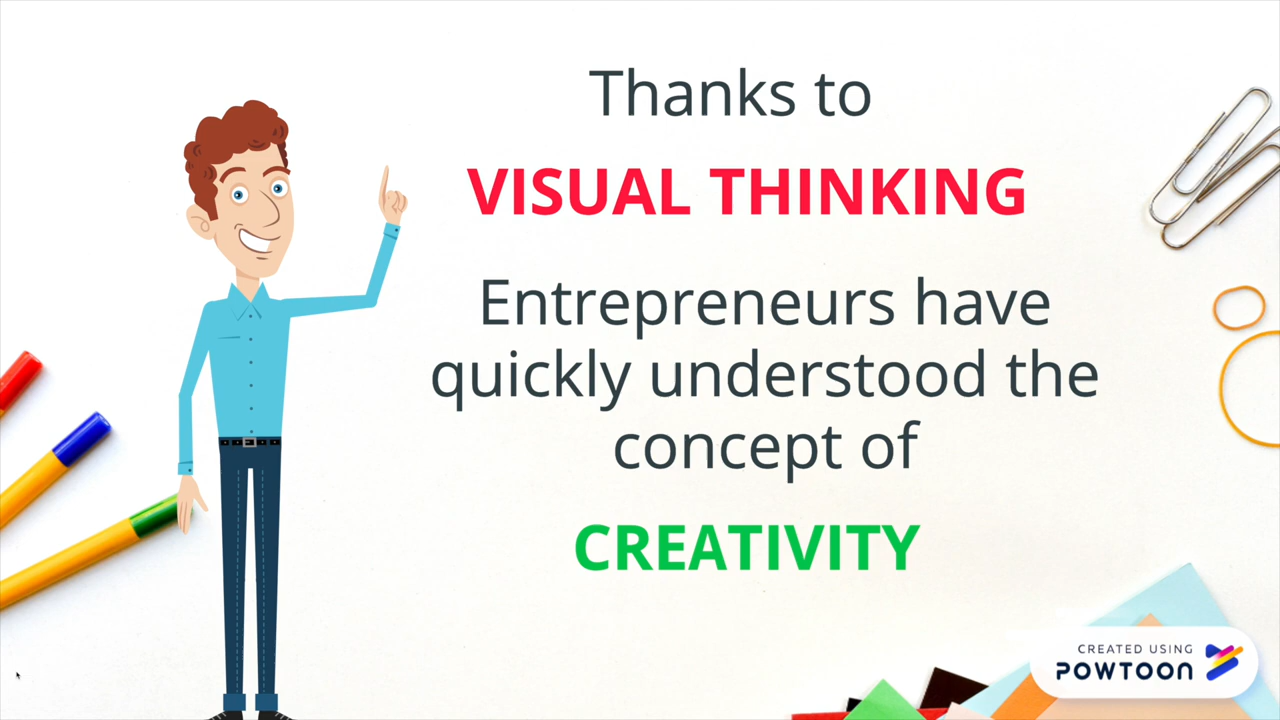 Thanks to
VISUAL THINKING
Entrepreneurs have
quickly understood the
concept of
CREATIVITY
CREATED USING
POWTOON